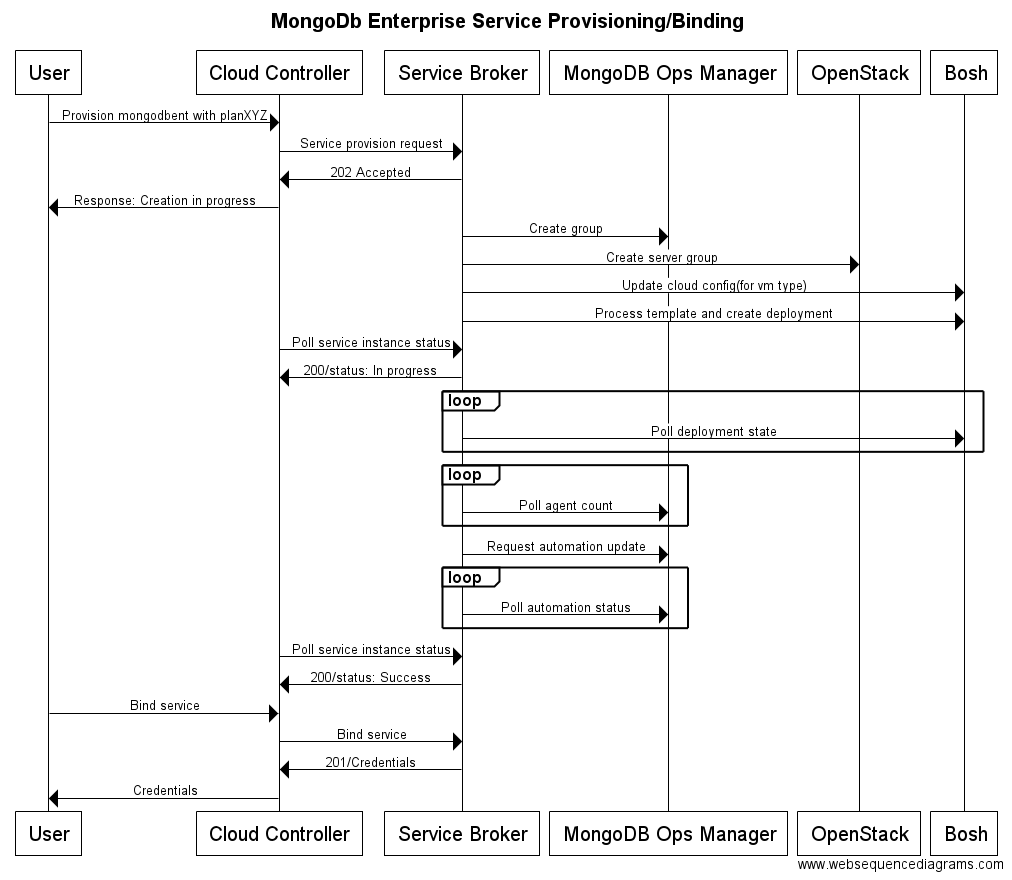 MongoDb Enterprise Service Provisioning/Binding
User Cloud Controller Service Broker MongoDB Ops Manager OpenStack Bosh
Provision mongodbent with planXYZ
Service provision request
202 Accepted
Response: Creation in progress
Create group
Create server group
Update cloud config(for vm type)
Process template and create deployment
Poll service instance status
200/status: In progress
loop
Poll deployment state
loop
Poll agent count
Request automation update
loop
Poll automation status
Poll service instance status
200/status: Success
Bind service
Bind service
201/Credentials
Credentials
User Cloud Controller Service Broker MongoDB Ops Manager OpenStack Bosh
www.websequencediagrams.com